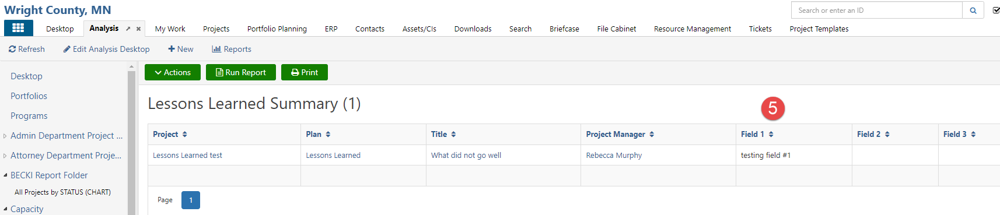 Wright County, MN
Search or enter an ID
Desktop Analysis My Work Projects Portfolio Planning ERP Contacts Assets/CIs Downloads Search Briefcase File Cabinet Resource Management Tickets Project Templates
Refresh Edit Analysis Desktop New Reports
Actions Run Report Print
Desktop
Portfolios
Programs
Admin Department Project ...
Attorney Department Proje...
BECKI Report Folder
All Projects by STATUS (CHART)
Capacity
Lessons Learned Summary (1)
5
Project Plan Title Project Manager Field 1 Field 2 Field 3
Lessons Learned test Lessons Learned What did not go well Rebecca Murphy testing field #1
Page 1